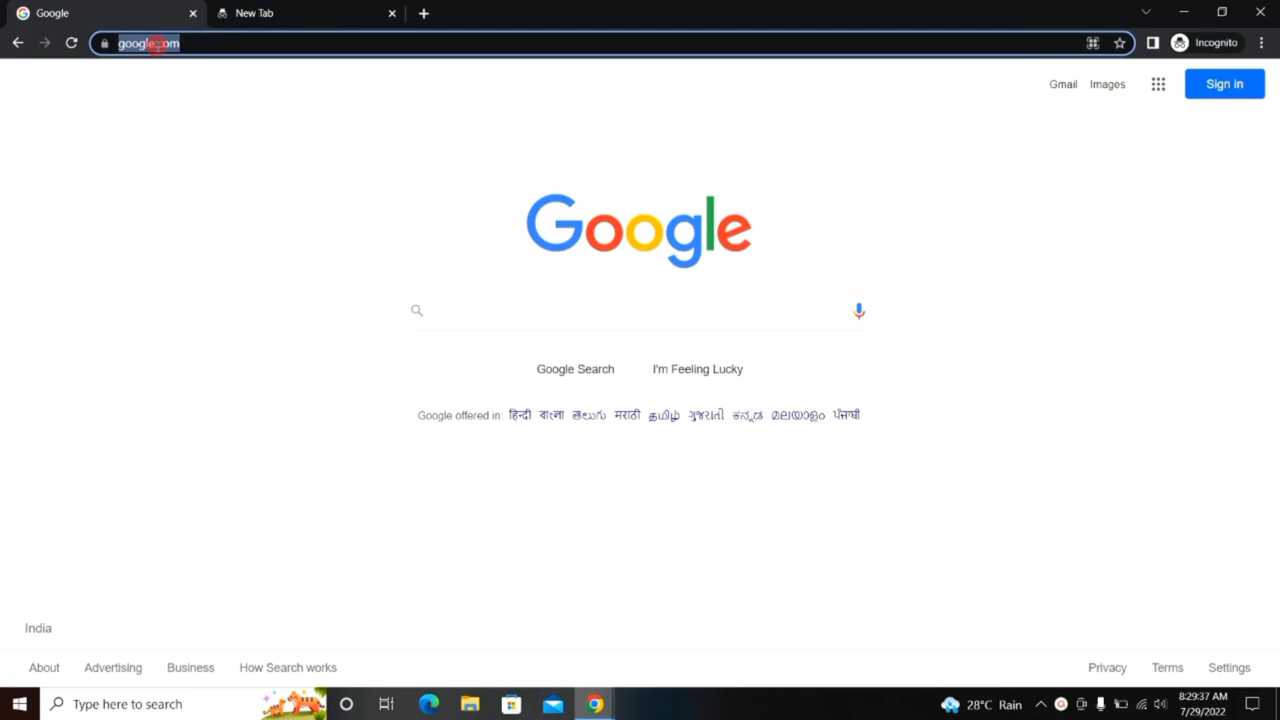 Google
New Tab
google.com
Incognito
Gmail Images
Sign in
Google
Google Search I'm Feeling Lucky
Google offered in: हिन्दी বাংলা తెలుగు मराठी தமிழ் ગુજરાતી ಕನ್ನಡ മലയാളം ਪੰਜਾਬੀ
India
About Advertising Business How Search works Privacy Terms Settings
Type here to search
28°C Rain
8:29:37 AM
7/29/2022